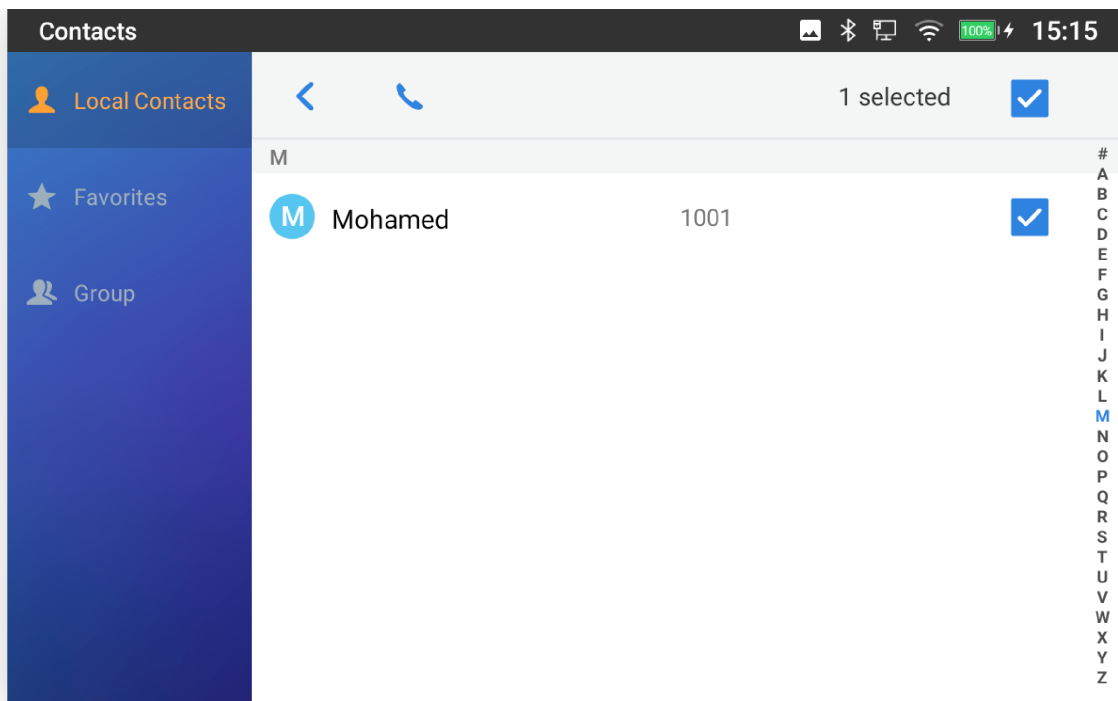 Contacts
100%
15:15
Local Contacts
Favorites
Group
1 selected
M
M
Mohamed
1001
#
A
B
C
D
E
F
G
H
I
J
K
L
M
N
O
P
Q
R
S
T
U
V
W
X
Y
Z